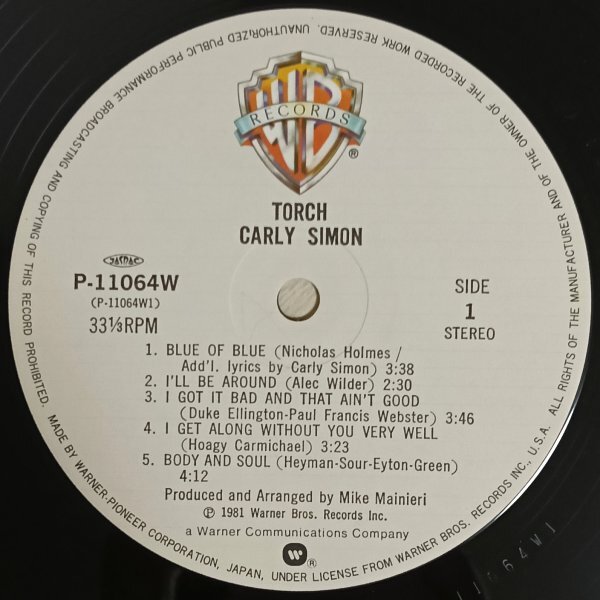 WB
RECORDS
®
TORCH
CARLY SIMON
JASRAC
P-11064W
(P-11064W1)
33⅓RPM
SIDE
1
STEREO
1. BLUE OF BLUE (Nicholas Holmes /
Add'l. lyrics by Carly Simon) 3:38
2. I'LL BE AROUND (Alec Wilder) 2:30
3. I GOT IT BAD AND THAT AIN'T GOOD
(Duke Ellington-Paul Francis Webster) 3:46
4. I GET ALONG WITHOUT YOU VERY WELL
(Hoagy Carmichael) 3:23
5. BODY AND SOUL (Heyman-Sour-Eyton-Green)
4:12
Produced and Arranged by Mike Mainieri
℗ 1981 Warner Bros. Records Inc.
a Warner Communications Company
MADE BY WARNER-PIONEER CORPORATION, JAPAN, UNDER LICENSE FROM WARNER BROS. RECORDS INC., U.S.A. ALL RIGHTS OF THE MANUFACTURER AND OF THE OWNER OF THE RECORDED WORK RESERVED. UNAUTHORIZED PUBLIC PERFORMANCE BROADCASTING AND COPYING OF THIS RECORD PROHIBITED.